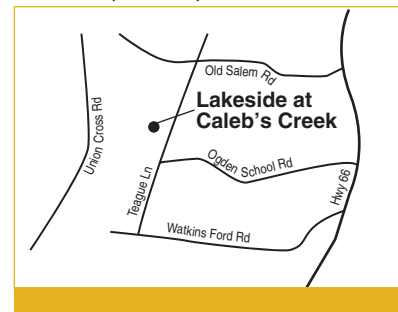 Old Salem Rd
Lakeside at
Caleb's Creek
Union Cross Rd
Ogden School Rd
Teague Ln
Hwy 66
Watkins Ford Rd